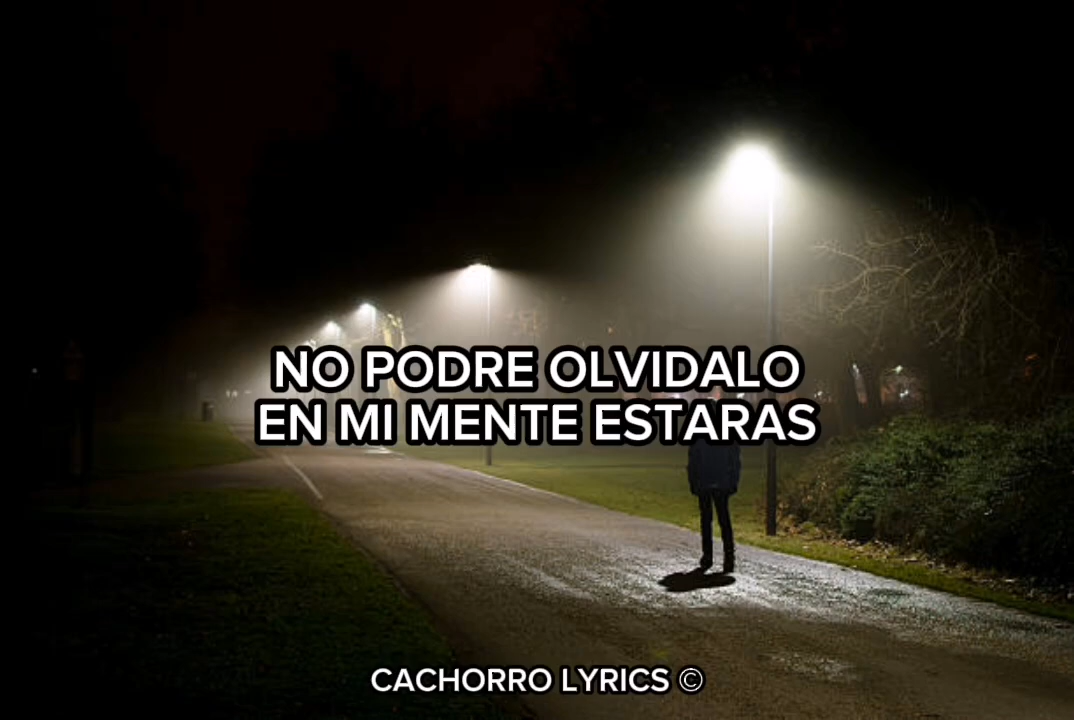 NO PODRE OLVIDALO
EN MI MENTE ESTARAS
CACHORRO LYRICS ©